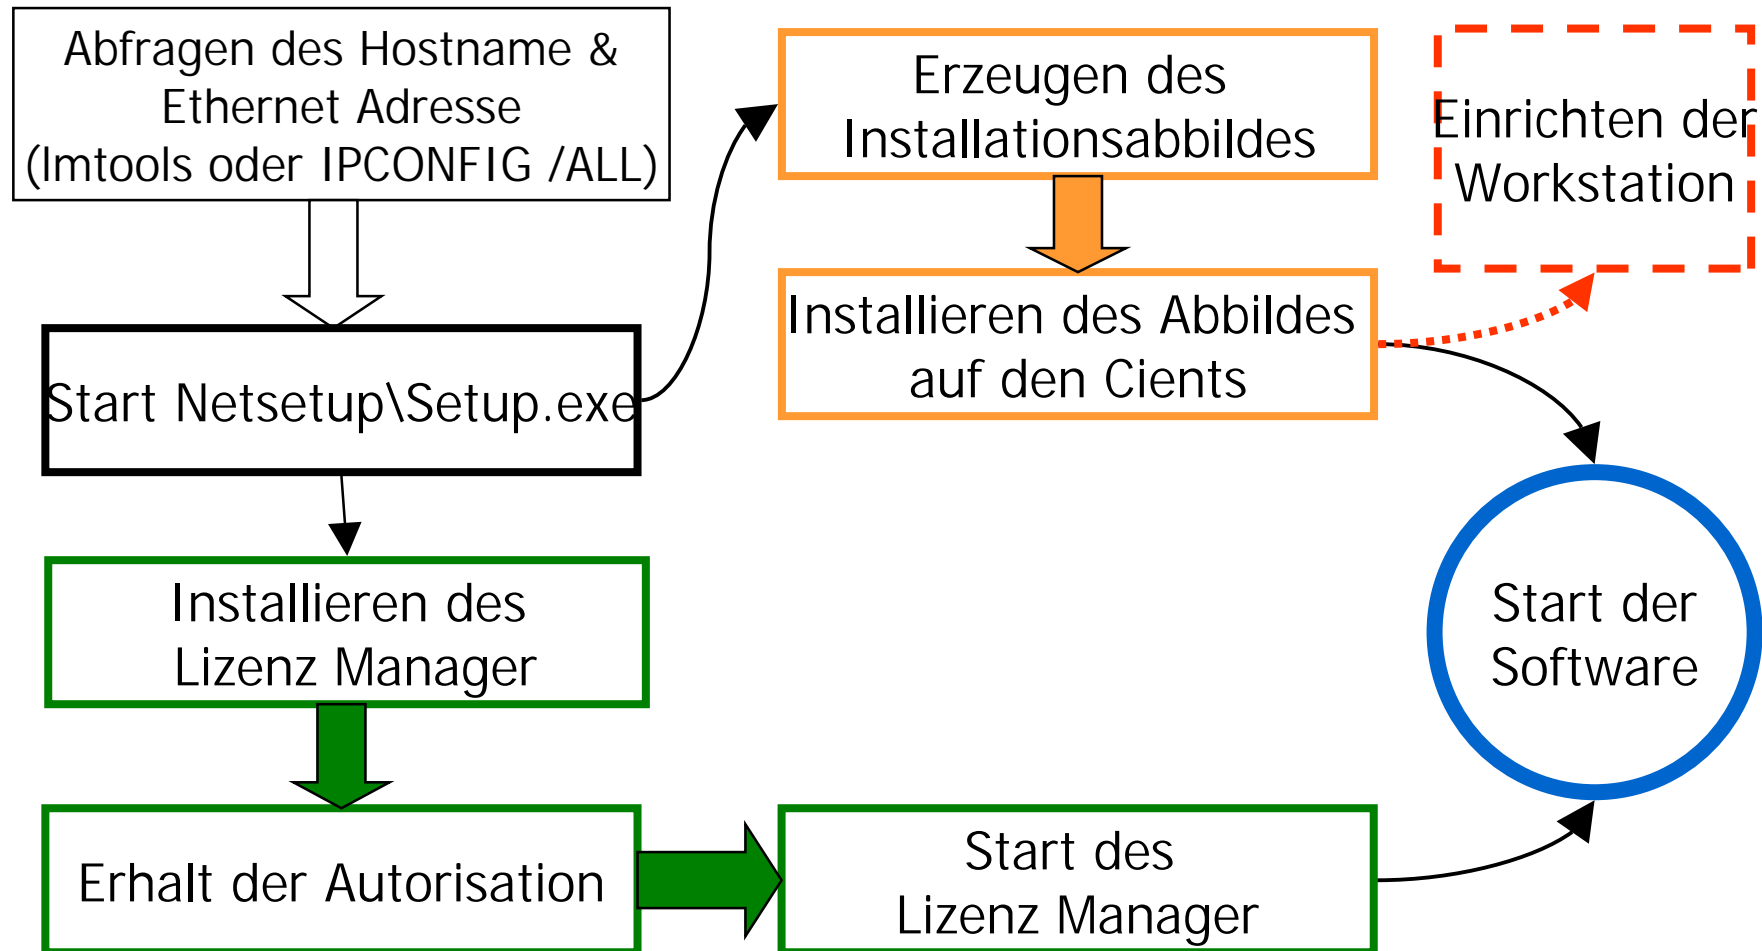 Abfragen des Hostname &
Ethernet Adresse
(lmtools oder IPCONFIG /ALL)
Start Netsetup\Setup.exe
Installieren des
Lizenz Manager
Erhalt der Autorisation
Start des
Lizenz Manager
Erzeugen des
Installationsabbildes
Installieren des Abbildes
auf den Cients
Einrichten der
Workstation
Start der
Software